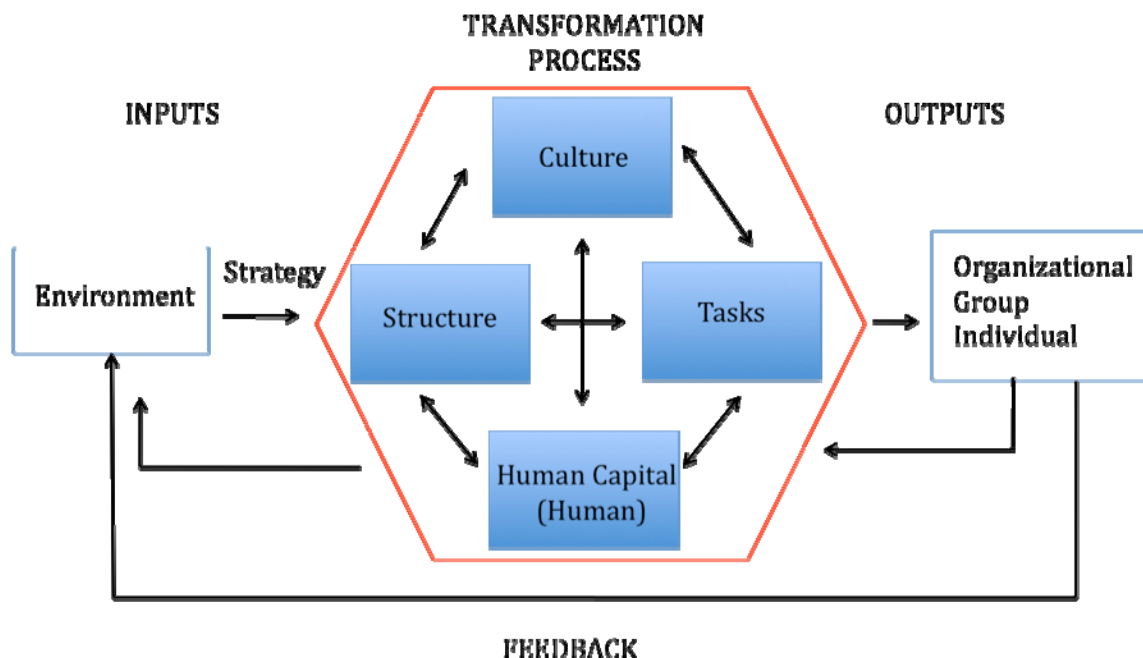 TRANSFORMATION
PROCESS
INPUTS
OUTPUTS
Culture
Environment
Strategy
Structure
Tasks
Organizational
Group
Individual
Human Capital
(Human)
FEEDBACK